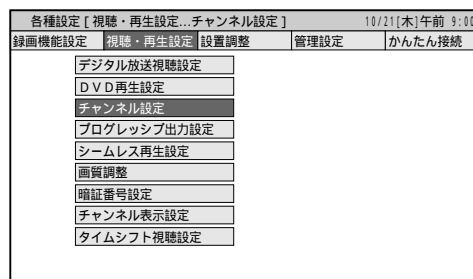 各種設定 [ 視聴・再生設定...チャンネル設定 ] 10/21[木]午前 9:00
録画機能設定 視聴・再生設定 設置調整 管理設定 かんたん接続
デジタル放送視聴設定
ＤＶＤ再生設定
チャンネル設定
プログレッシブ出力設定
シームレス再生設定
画質調整
暗証番号設定
チャンネル表示設定
タイムシフト視聴設定